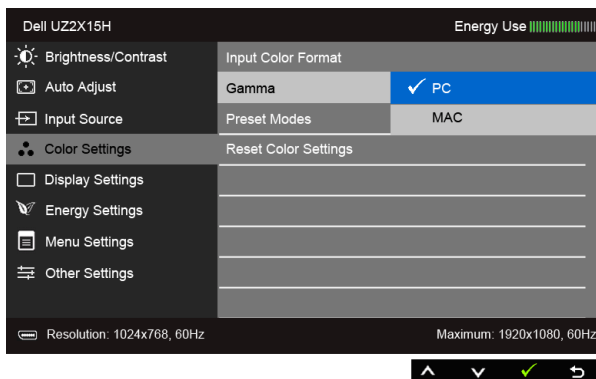 Dell UZ2X15H Energy Use
Brightness/Contrast Input Color Format
Auto Adjust Gamma PC
Input Source Preset Modes MAC
Color Settings Reset Color Settings
Display Settings
Energy Settings
Menu Settings
Other Settings
Resolution: 1024x768, 60Hz Maximum: 1920x1080, 60Hz